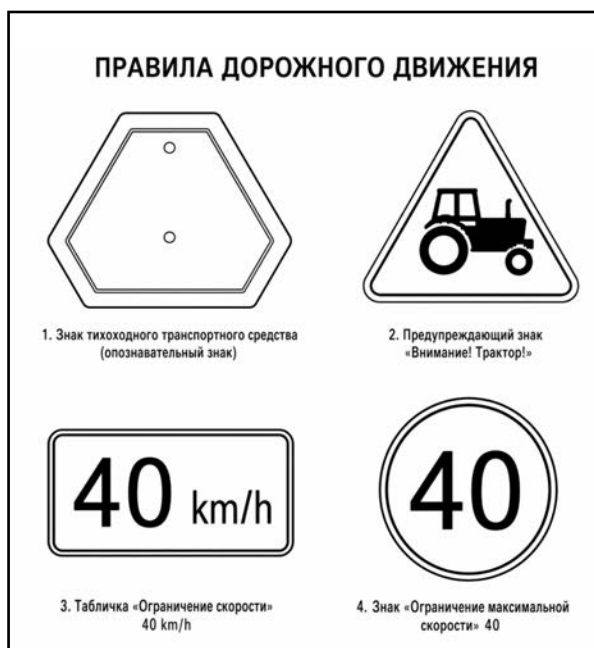 ПРАВИЛА ДОРОЖНОГО ДВИЖЕНИЯ
1. Знак тихоходного транспортного средства
(опознавательный знак)
2. Предупреждающий знак
«Внимание! Трактор!»
40 km/h
3. Табличка «Ограничение скорости»
40 km/h
40
4. Знак «Ограничение максимальной
скорости» 40